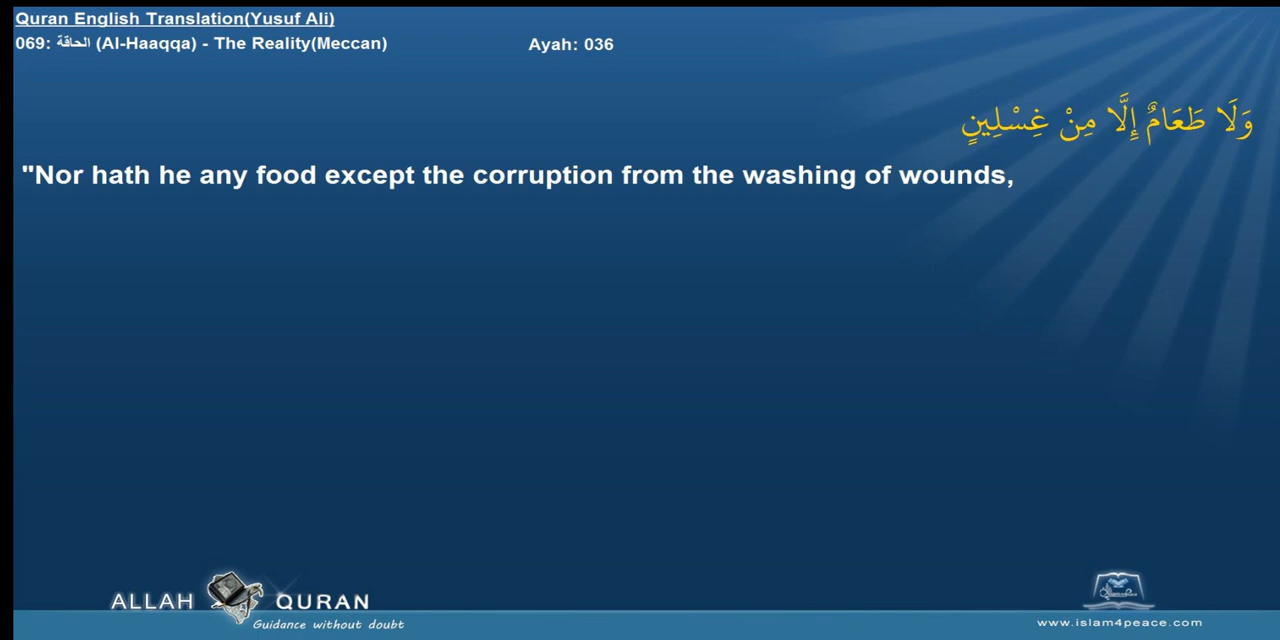 Quran English Translation(Yusuf Ali)
069: الحاقة (Al-Haaqqa) - The Reality(Meccan) Ayah: 036
وَلَا طَعَامٌ إِلَّا مِنْ غِسْلِينٍ
"Nor hath he any food except the corruption from the washing of wounds,
ALLAH QURAN
Guidance without doubt
www.islam4peace.com